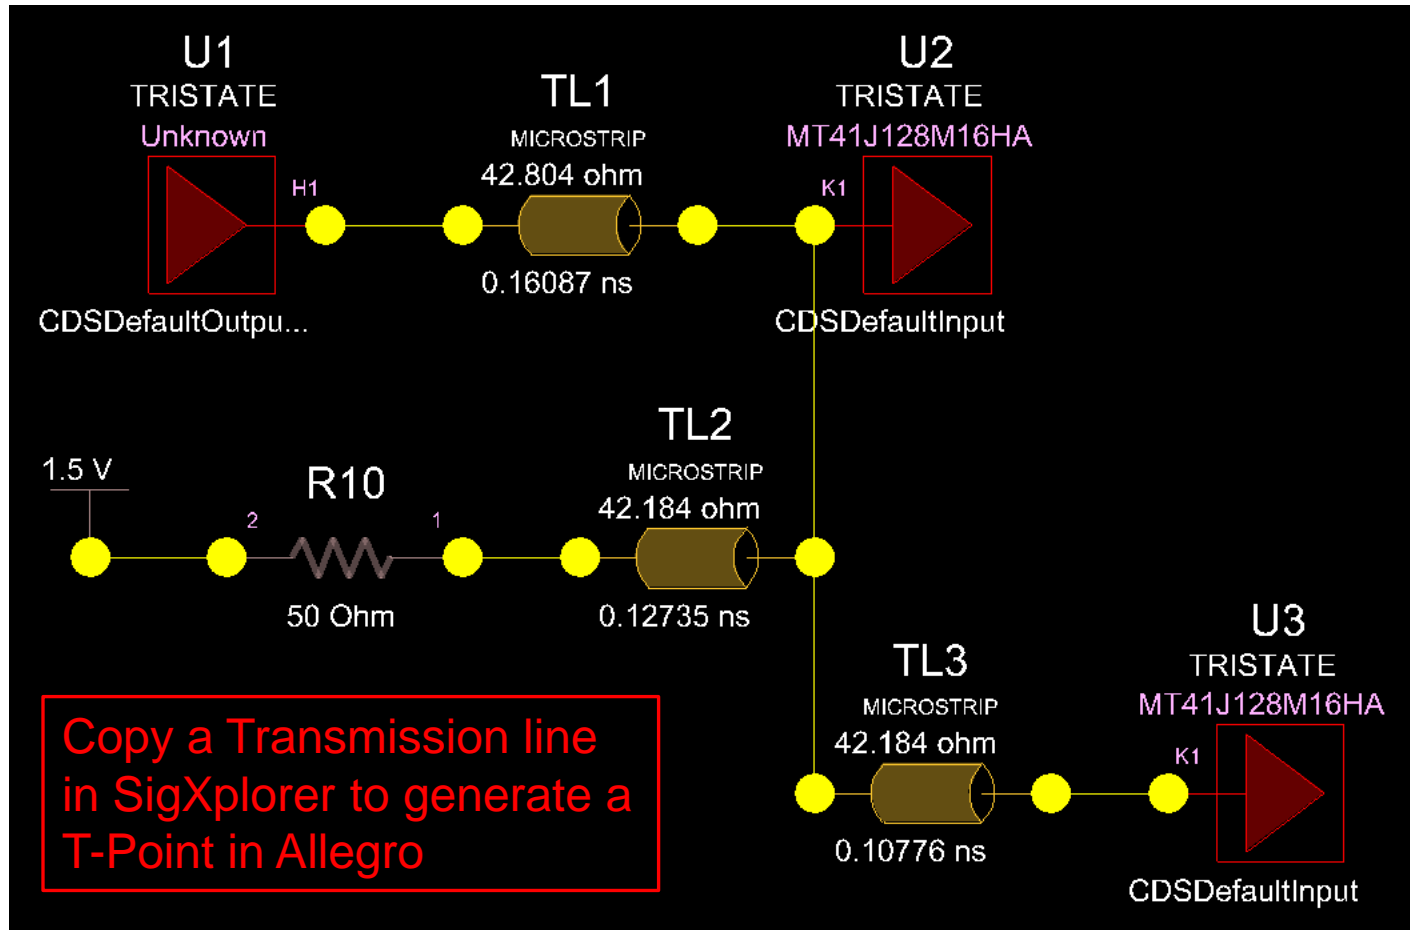 U1
TRISTATE
Unknown
H1
CDSDefaultOutpu...
TL1
MICROSTRIP
42.804 ohm
0.16087 ns
U2
TRISTATE
MT41J128M16HA
K1
CDSDefaultInput
1.5 V
2
R10
1
50 Ohm
TL2
MICROSTRIP
42.184 ohm
0.12735 ns
TL3
MICROSTRIP
42.184 ohm
0.10776 ns
U3
TRISTATE
MT41J128M16HA
K1
CDSDefaultInput
Copy a Transmission line
in SigXplorer to generate a
T-Point in Allegro